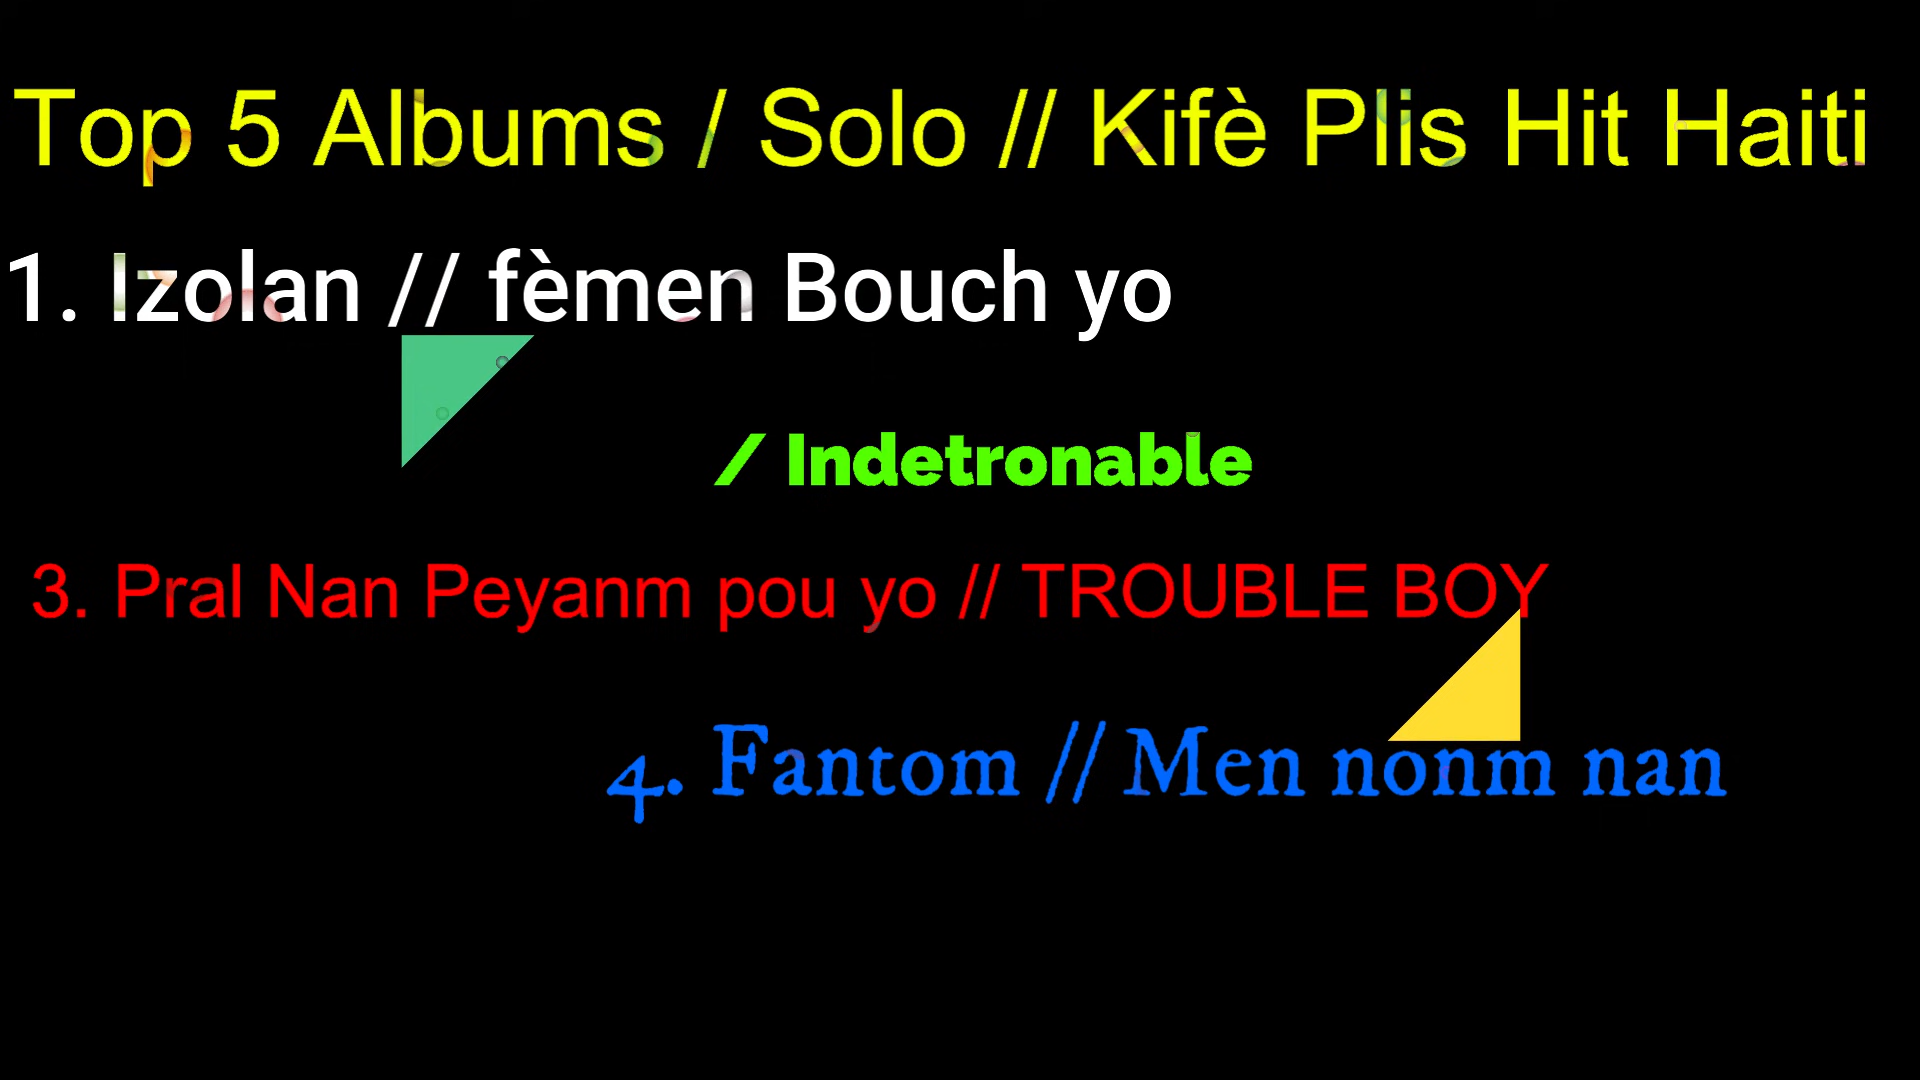 Top 5 Albums / Solo // Kifè Plis Hit Haiti
1. Izolan // fèmen Bouch yo
/ Indetronable
3. Pral Nan Peyanm pou yo // TROUBLE BOY
4. Fantom // Men nonm nan